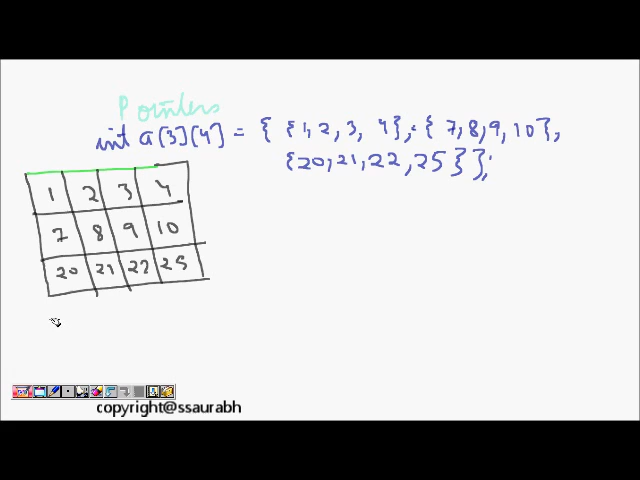 Pointers
int a[3][4] = { {1,2,3, 4}, {7,8,9,10},
{20,21,22,25}};
1 2 3 4
7 8 9 10
20 21 22 25
copyright@ssaurabh